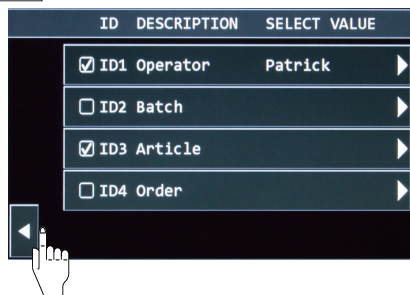 ID DESCRIPTION SELECT VALUE
ID1 Operator Patrick
ID2 Batch
ID3 Article
ID4 Order